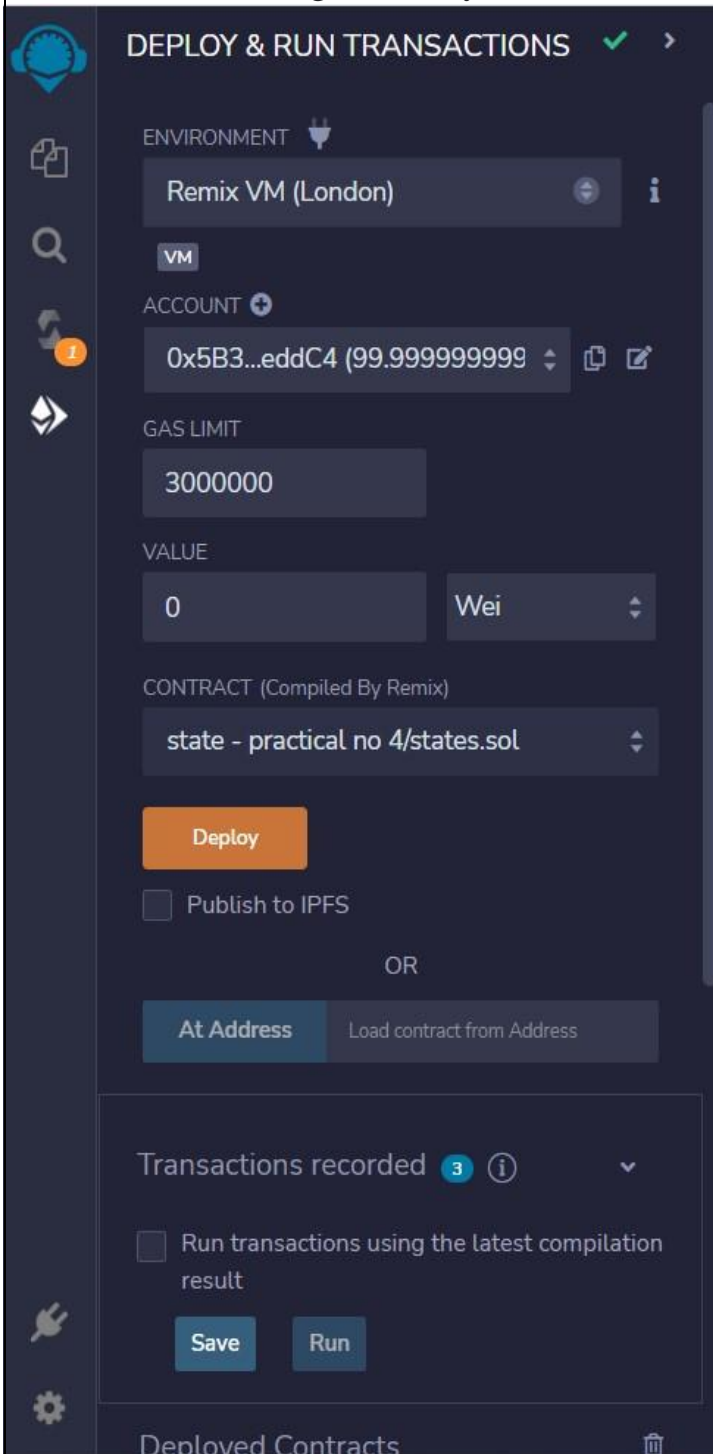 DEPLOY & RUN TRANSACTIONS
ENVIRONMENT
Remix VM (London)
VM
1
ACCOUNT
0x5B3...eddC4 (99.999999999
GAS LIMIT
3000000
VALUE
0 Wei
CONTRACT (Compiled By Remix)
state - practical no 4/states.sol
Deploy
Publish to IPFS
OR
At Address Load contract from Address
Transactions recorded 3
Run transactions using the latest compilation
result
Save Run
Deployed Contracts